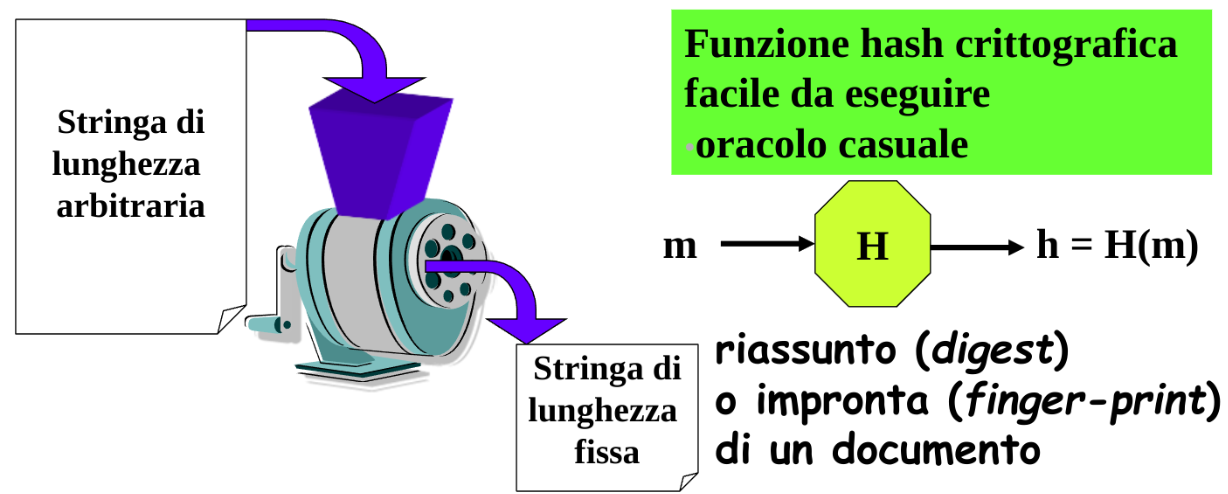 Stringa di
lunghezza
arbitraria
Funzione hash crittografica
facile da eseguire
•oracolo casuale
m
H
h = H(m)
Stringa di
lunghezza
fissa
riassunto (digest)
o impronta (finger-print)
di un documento